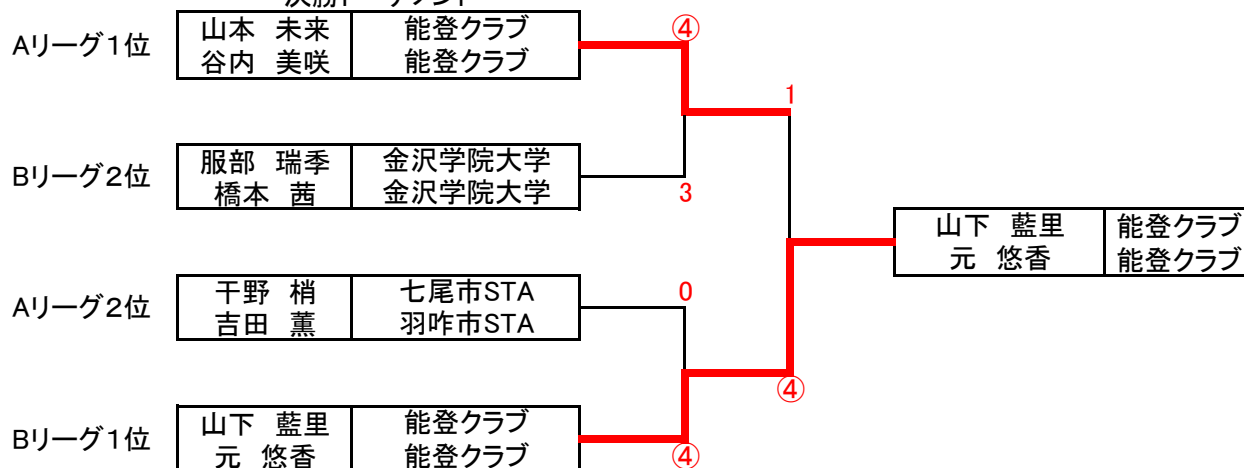 Aリーグ1位
山本 未来 能登クラブ
谷内 美咲 能登クラブ
④
1
Bリーグ2位
服部 瑞季 金沢学院大学
橋本 茜 金沢学院大学
3
山下 藍里 能登クラブ
元 悠香 能登クラブ
Aリーグ2位
干野 梢 七尾市STA
吉田 薫 羽咋市STA
0
④
Bリーグ1位
山下 藍里 能登クラブ
元 悠香 能登クラブ
④